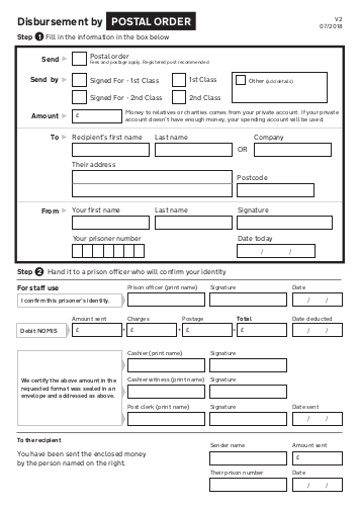 Disbursement by POSTAL ORDER
V2
07/2018
Step 1 Fill in the information in the box below
Send
Postal order
Fees and postage apply. Registered post recommended
Send by
Signed For - 1st Class
1st Class
Other (add details)
Signed For - 2nd Class
2nd Class
Amount
£
Money to relatives or charities comes from your private account. If your private
account doesn't have enough money, your spending account will be used.
To
Recipient's first name
Last name
Company
OR
Their address
Postcode
From
Your first name
Last name
Signature
Your prisoner number
Date today
/ /
Step 2 Hand it to a prison officer who will confirm your identity
For staff use
Prison officer (print name)
Signature
Date
I confirm this prisoner's identity.
/ /
Amount sent
Charges
Postage
Total
Date deducted
Debit NOMIS
£ + £ + £ = £
/ /
Cashier (print name)
Signature
We certify the above amount in the
requested format was sealed in an
envelope and addressed as above.
Cashier witness (print name)
Signature
Post clerk (print name)
Signature
Date sent
/ /
To the recipient
You have been sent the enclosed money
by the person named on the right.
Sender name
Amount sent
£
Their prison number
Date
/ /